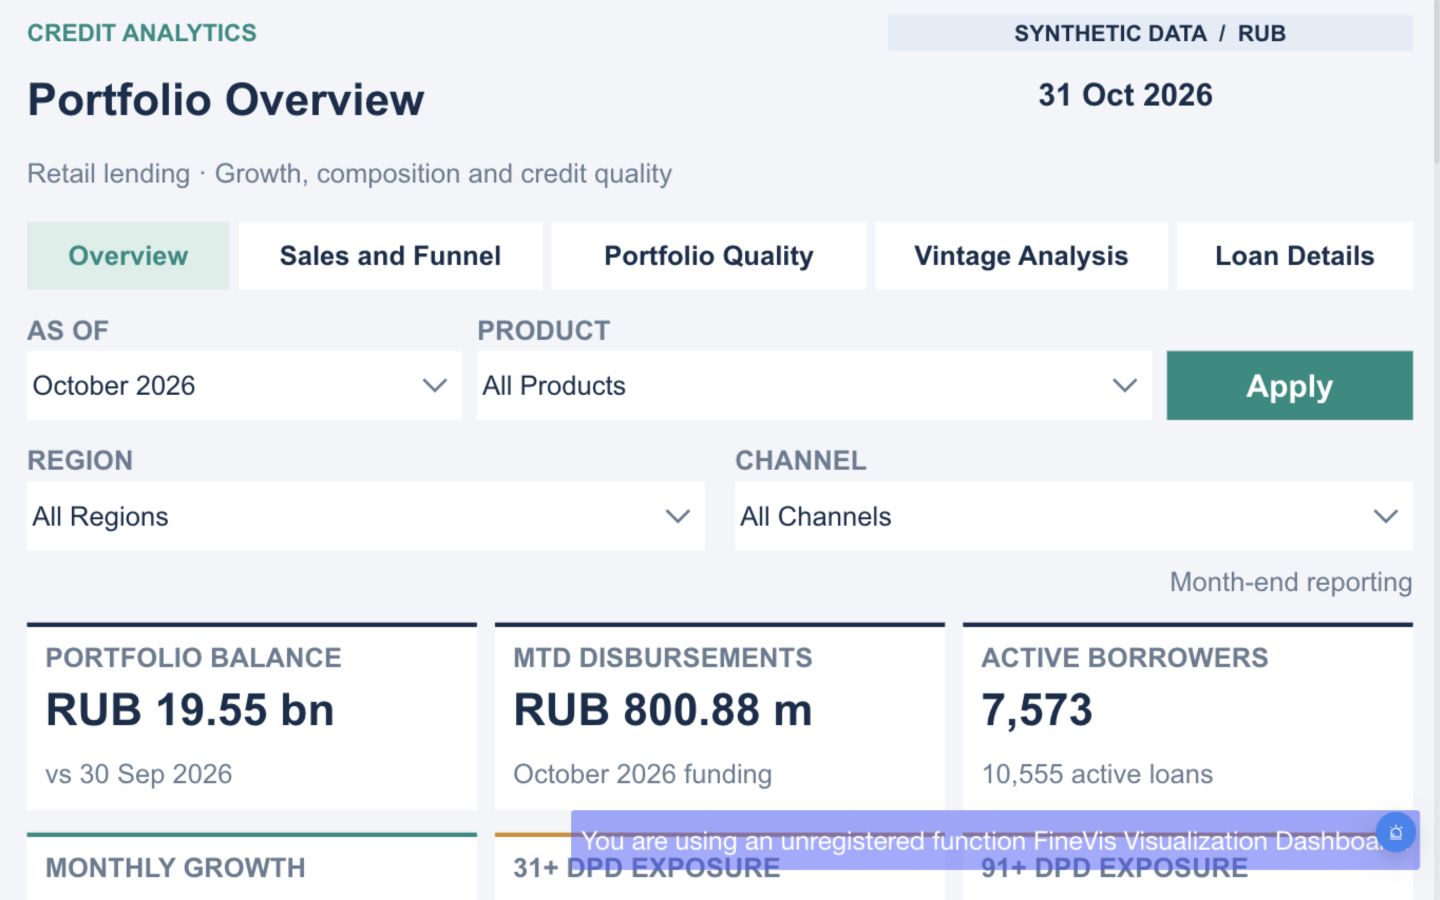 CREDIT ANALYTICS
SYNTHETIC DATA / RUB
Portfolio Overview
31 Oct 2026
Retail lending · Growth, composition and credit quality
Overview
Sales and Funnel
Portfolio Quality
Vintage Analysis
Loan Details
AS OF
PRODUCT
October 2026
All Products
Apply
REGION
CHANNEL
All Regions
All Channels
Month-end reporting
PORTFOLIO BALANCE
RUB 19.55 bn
vs 30 Sep 2026
MTD DISBURSEMENTS
RUB 800.88 m
October 2026 funding
ACTIVE BORROWERS
7,573
10,555 active loans
You are using an unregistered function FineVis Visualization
MONTHLY GROWTH
31+ DPD EXPOSURE
91+ DPD EXPOSURE